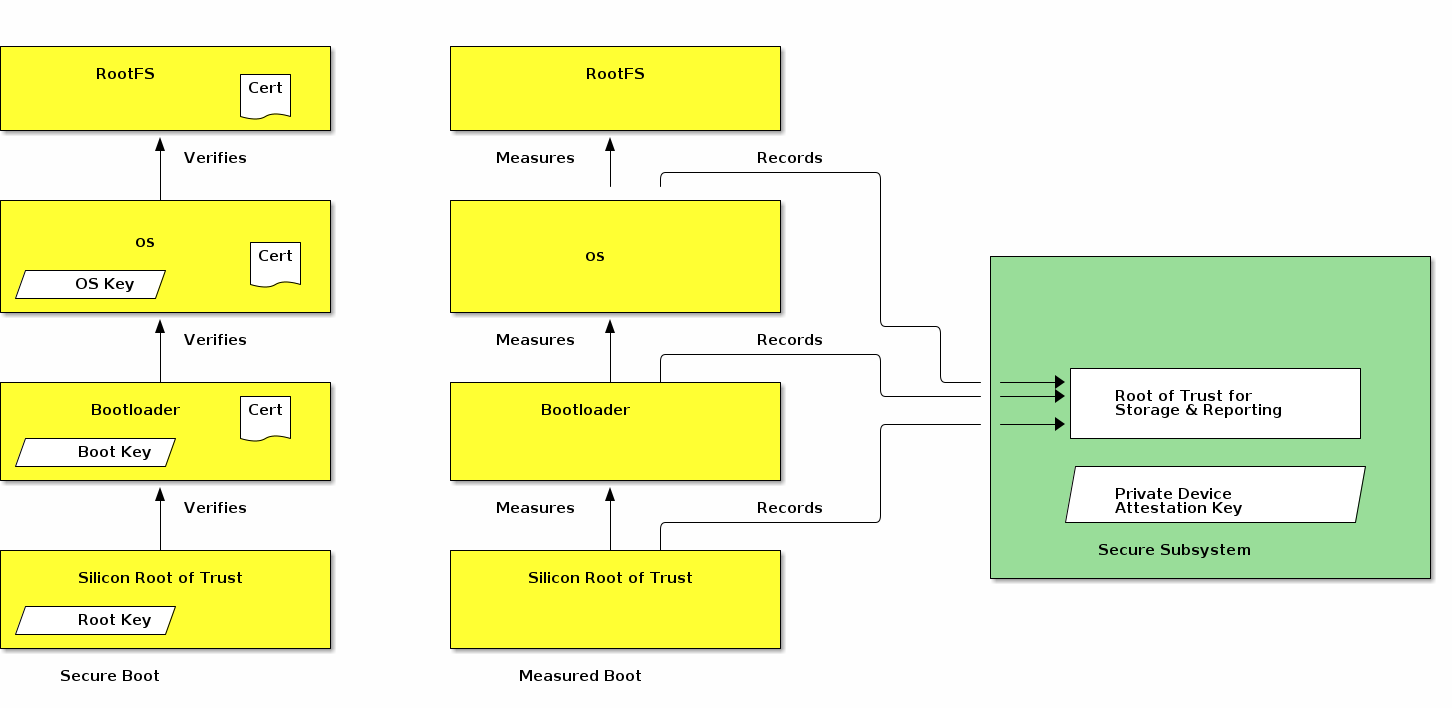 RootFS
Cert
Verifies
OS
Cert
OS Key
Verifies
Bootloader
Cert
Boot Key
Verifies
Silicon Root of Trust
Root Key
Secure Boot
RootFS
Measures
Records
OS
Measures
Records
Bootloader
Measures
Records
Silicon Root of Trust
Measured Boot
Root of Trust for
Storage & Reporting
Private Device
Attestation Key
Secure Subsystem